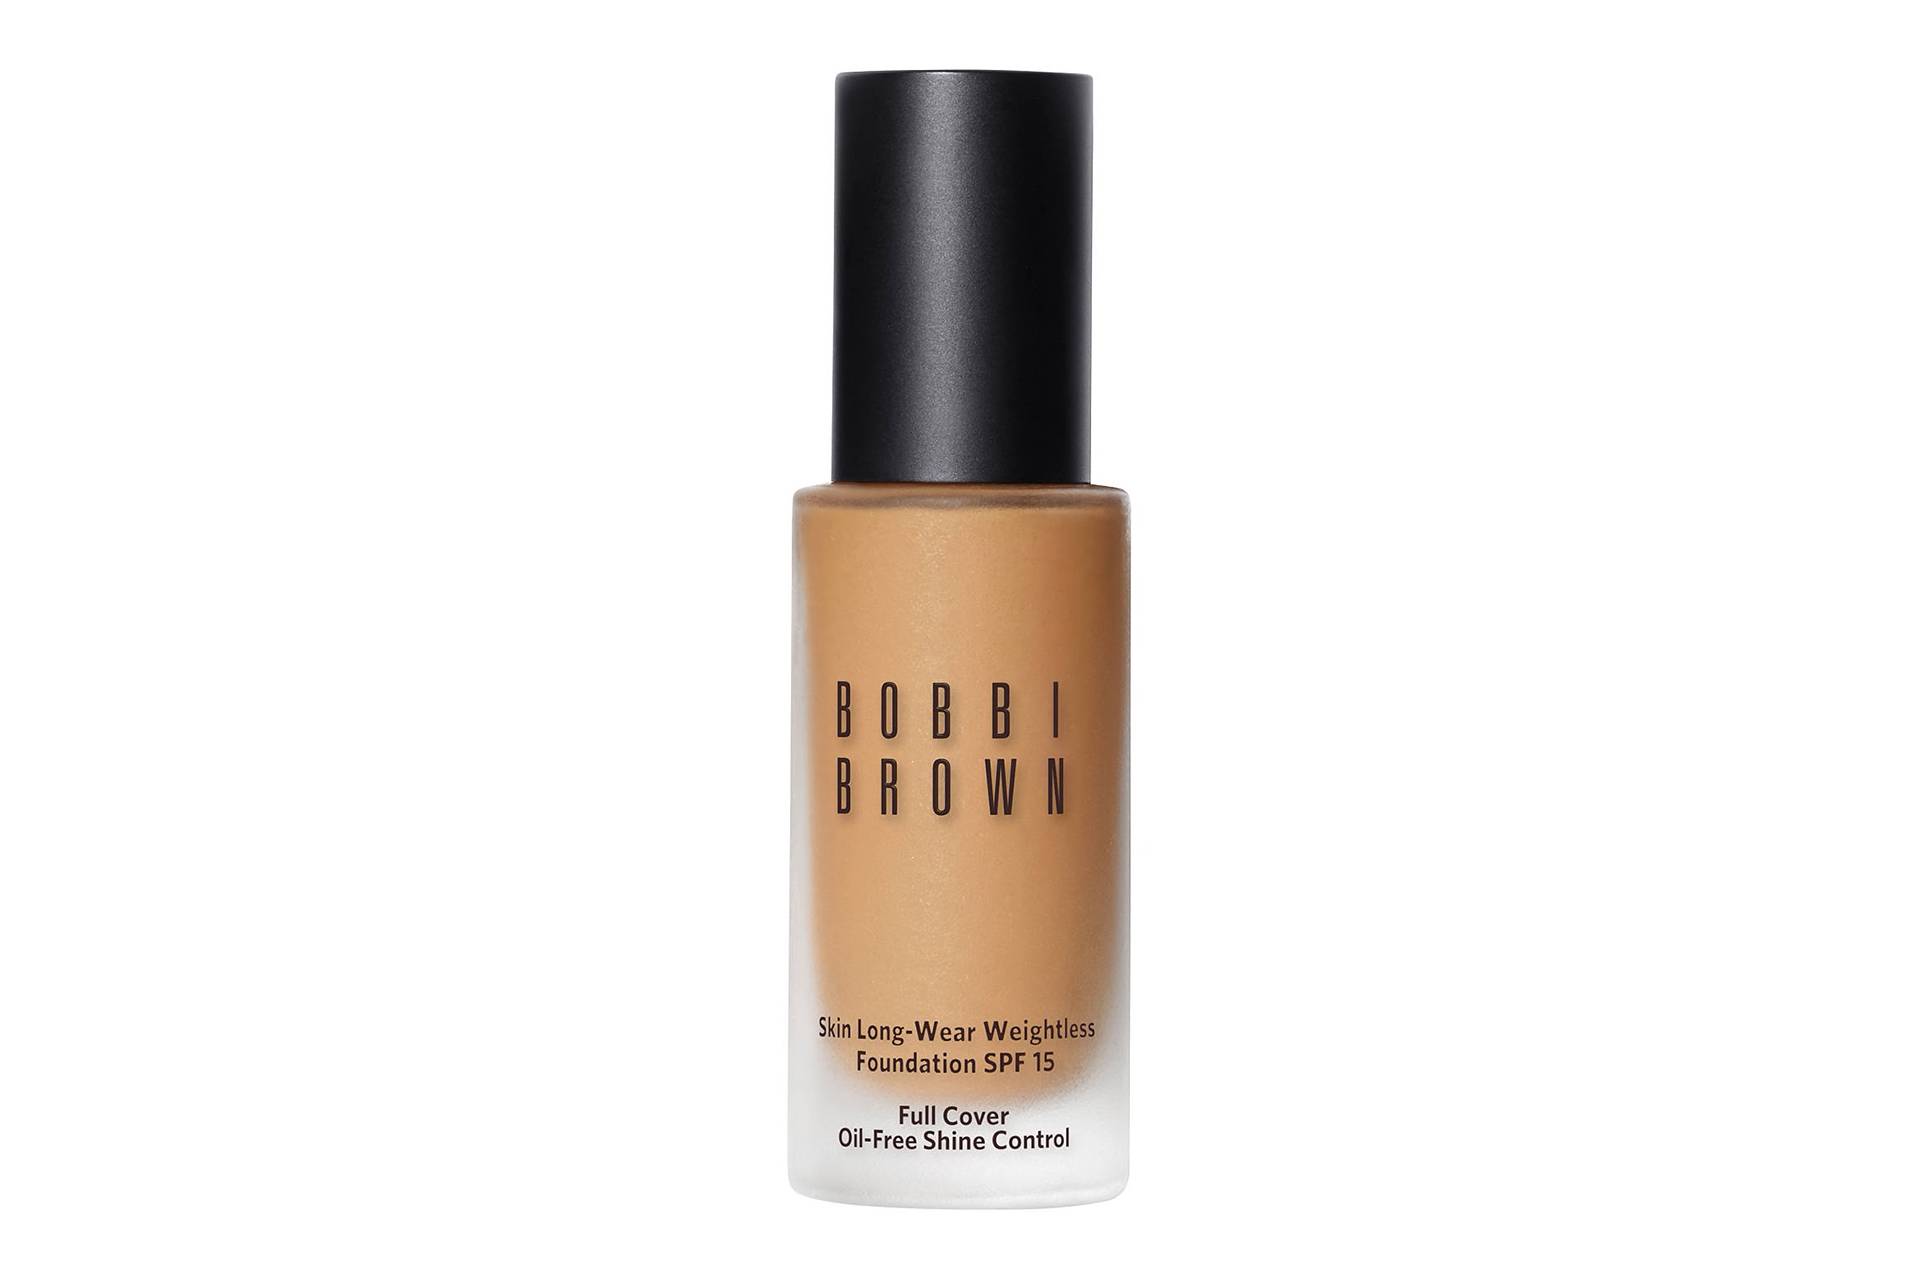 BOBBI
BROWN
Skin Long-Wear Weightless
Foundation SPF 15
Full Cover
Oil-Free Shine Control